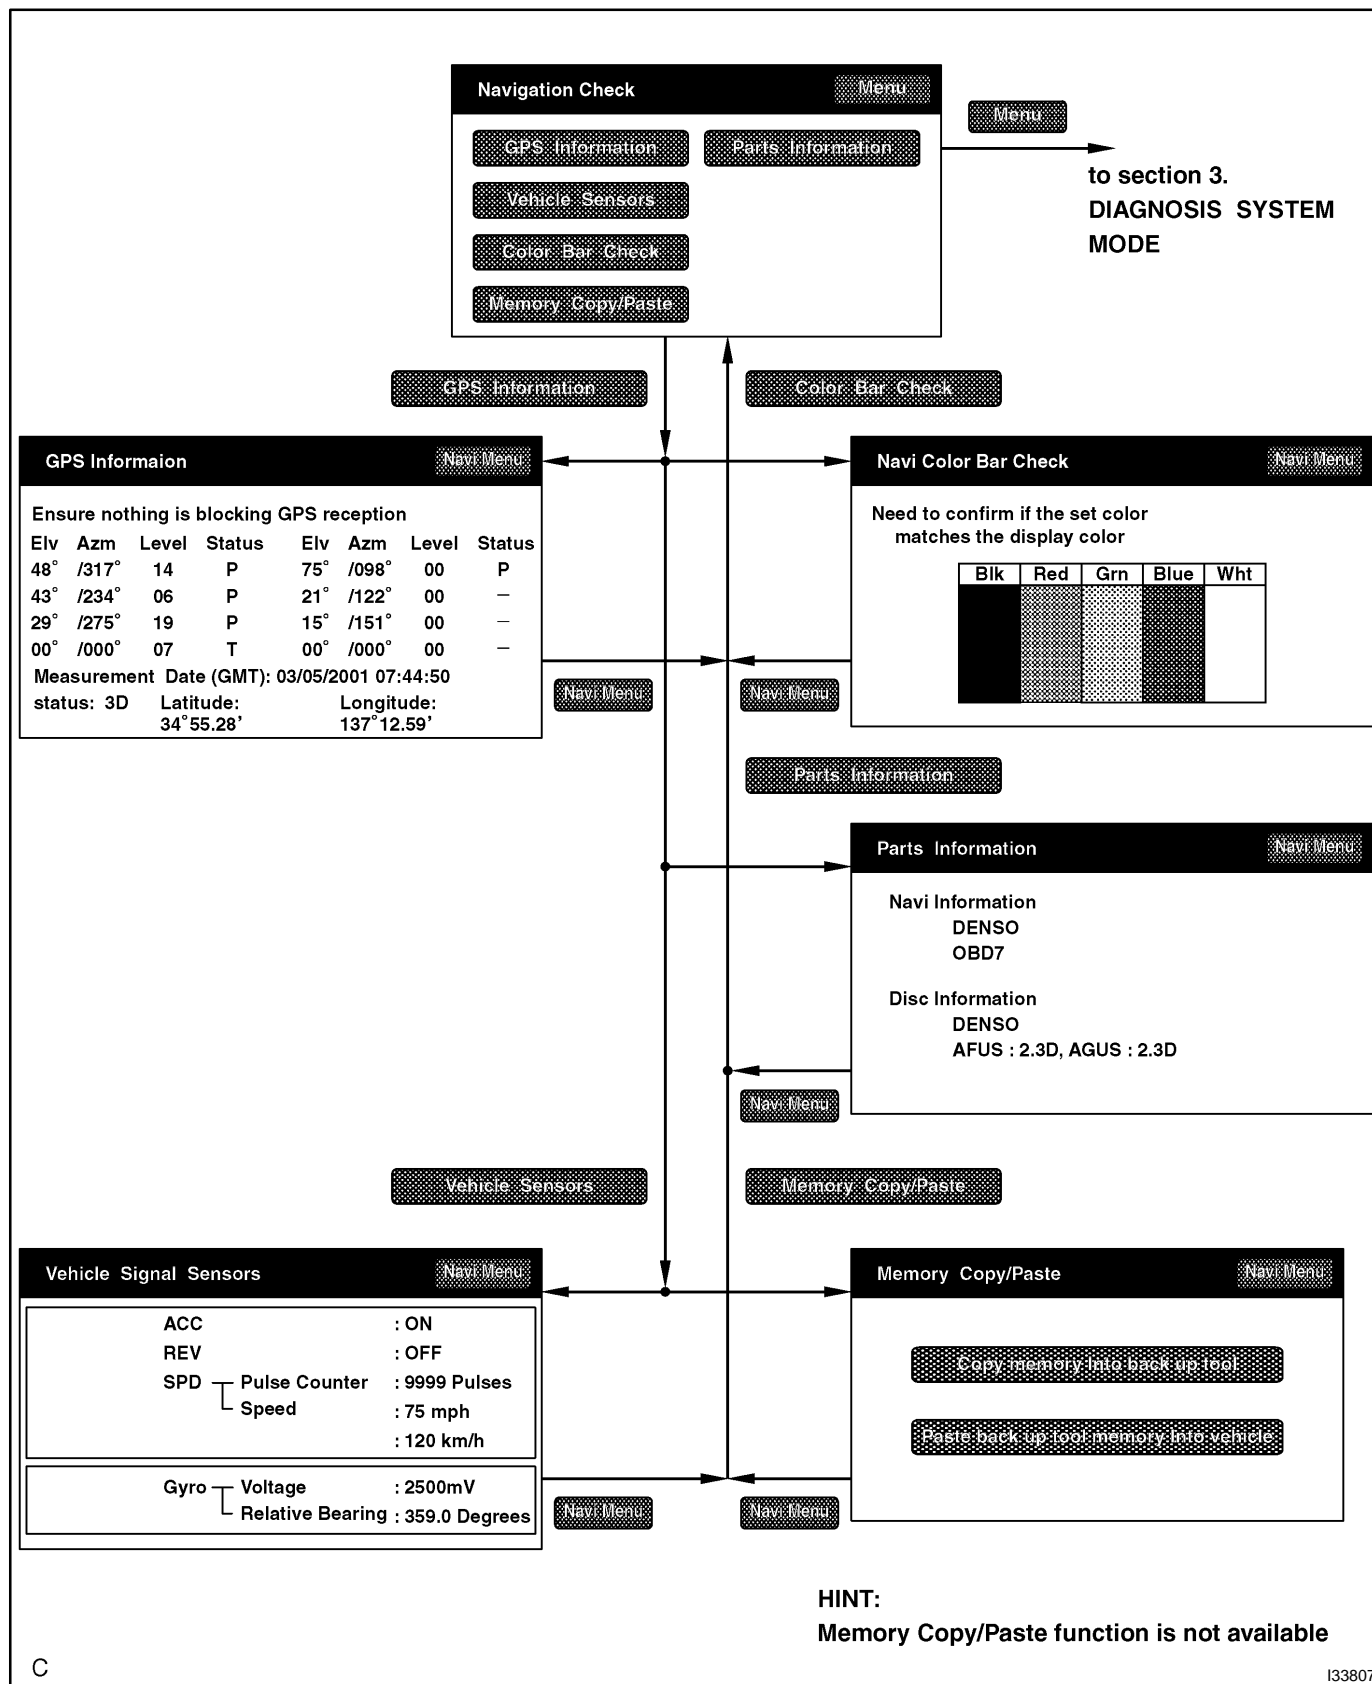 Navigation Check Menu
Menu
GPS Information Parts Information
to section 3.
Vehicle Sensors
DIAGNOSIS SYSTEM
MODE
Color Bar Check
Memory Copy/Paste
GPS Information
Color Bar Check
GPS Informaion Navi Menu
Ensure nothing is blocking GPS reception
Elv Azm Level Status Elv Azm Level Status
48° /317° 14 P 75° /098° 00 P
43° /234° 06 P 21° /122° 00 –
29° /275° 19 P 15° /151° 00 –
00° /000° 07 T 00° /000° 00 –
Measurement Date (GMT): 03/05/2001 07:44:50
status: 3D Latitude: Longitude:
34°55.28’ 137°12.59’
Navi Menu
Navi Color Bar Check Navi Menu
Need to confirm if the set color
matches the display color
Blk Red Grn Blue Wht
Navi Menu
Parts Information
Parts Information Navi Menu
Navi Information
DENSO
OBD7
Disc Information
DENSO
AFUS : 2.3D, AGUS : 2.3D
Navi Menu
Vehicle Sensors
Memory Copy/Paste
Vehicle Signal Sensors Navi Menu
ACC : ON
REV : OFF
SPD Pulse Counter : 9999 Pulses
Speed : 75 mph
: 120 km/h
Gyro Voltage : 2500mV
Relative Bearing : 359.0 Degrees
Navi Menu
Memory Copy/Paste Navi Menu
Copy memory Into back up tool
Paste back up tool memory Into vehicle
Navi Menu
HINT:
Memory Copy/Paste function is not available
C
I33807